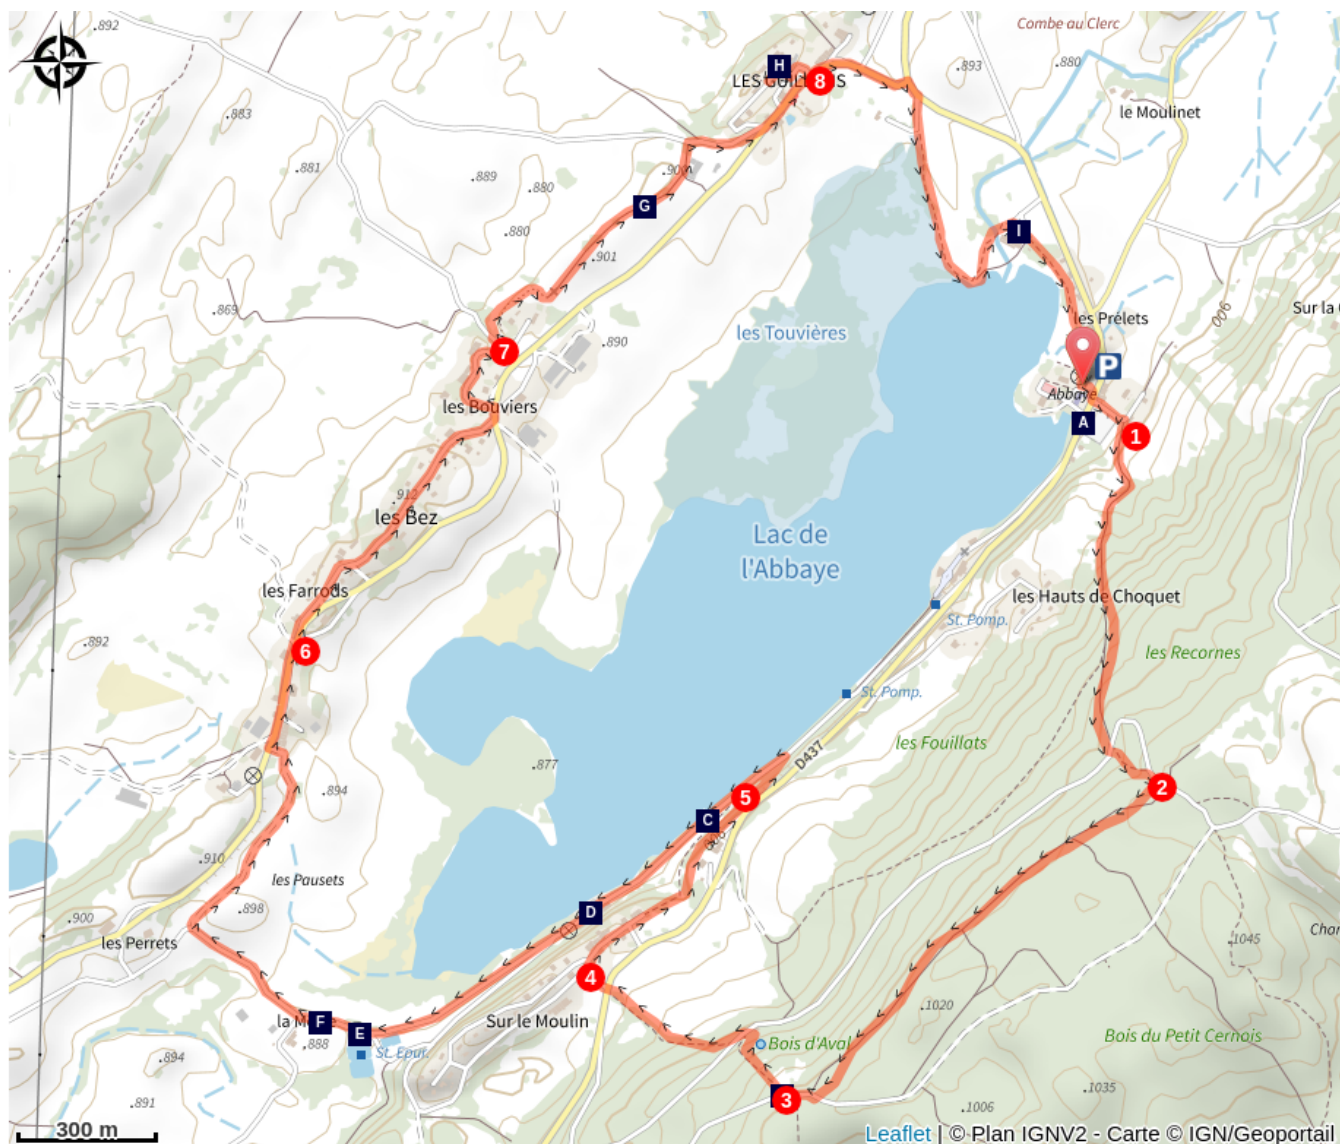 .892
Combe au Clerc
.893
.880
H
LES GUILLONS
8
.883
le Moulinet
.881
.889
.880
G
.880
I
.901
.869
les Touvières
les Prélets
900
Sur la
.890
7
P
Abbaye
les Bouviers
A
1
.912
les Bez
Lac de
l'Abbaye
les Farrods
les Hauts de Choquet
St. Pomp.
.892
6
les Recornes
St. Pomp.
les Fouillats
D437
.877
.894
2
5
C
.910
les Pausets
.898
D
.900
les Perrets
4
.1045
.1020
F
E
Sur le Moulin
.888
St. Epur.
Bois d'Aval
Bois du Petit Cernois
.894
.1035
3
.891
.1006
300 m
Leaflet | © Plan IGNV2 - Carte © IGN/Geoportail